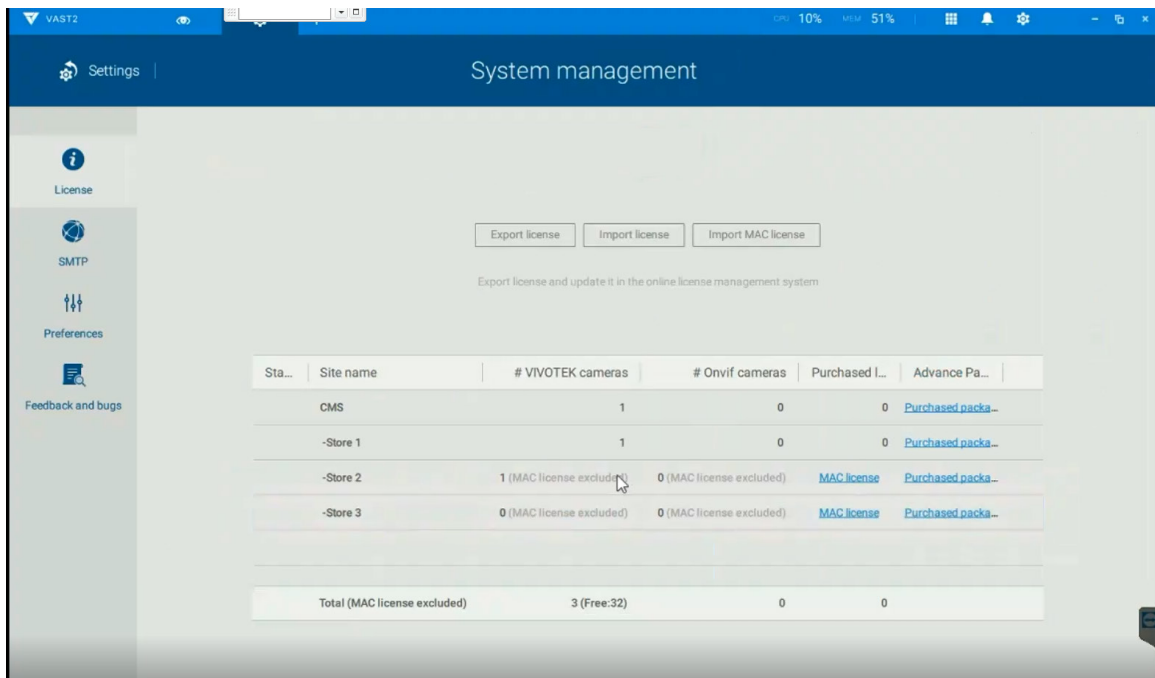 VAST2 CPU 10% MEM 51%
Settings System management
License
SMTP
Preferences
Feedback and bugs
Export license Import license Import MAC license
Export license and update it in the online license management system
Sta... Site name # VIVOTEK cameras # Onvif cameras Purchased l... Advance Pa...
CMS 1 0 0 Purchased packa...
-Store 1 1 0 0 Purchased packa...
-Store 2 1 (MAC license excluded) 0 (MAC license excluded) MAC license Purchased packa...
-Store 3 0 (MAC license excluded) 0 (MAC license excluded) MAC license Purchased packa...
Total (MAC license excluded) 3 (Free:32) 0 0